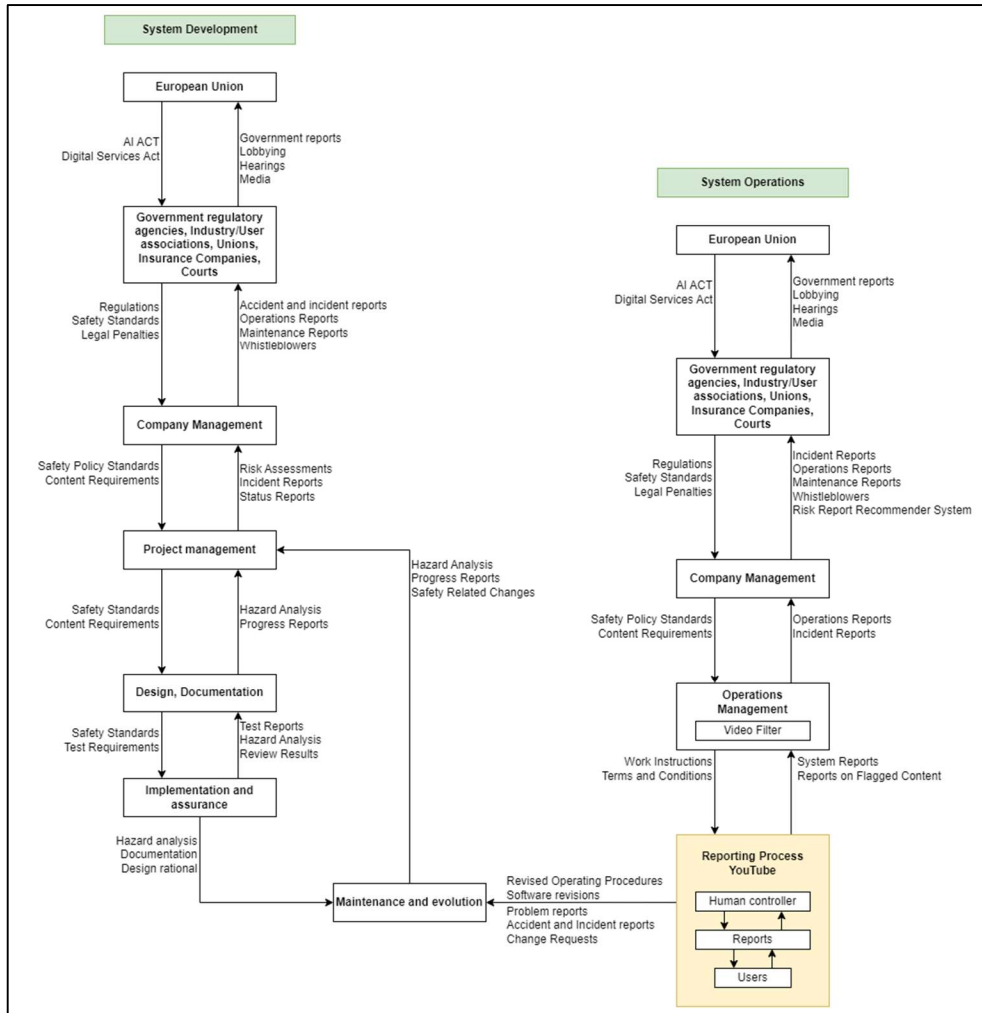 System Development
European Union
AI ACT
Digital Services Act
Government reports
Lobbying
Hearings
Media
Government regulatory
agencies, Industry/User
associations, Unions,
Insurance Companies,
Courts
Regulations
Safety Standards
Legal Penalties
Accident and incident reports
Operations Reports
Maintenance Reports
Whistleblowers
Company Management
Safety Policy Standards
Content Requirements
Risk Assessments
Incident Reports
Status Reports
Project management
Safety Standards
Content Requirements
Hazard Analysis
Progress Reports
Design, Documentation
Safety Standards
Test Requirements
Test Reports
Hazard Analysis
Review Results
Implementation and
assurance
Hazard analysis
Documentation
Design rational
Maintenance and evolution
Hazard Analysis
Progress Reports
Safety Related Changes
System Operations
European Union
AI ACT
Digital Services Act
Government reports
Lobbying
Hearings
Media
Government regulatory
agencies, Industry/User
associations, Unions,
Insurance Companies,
Courts
Regulations
Safety Standards
Legal Penalties
Incident Reports
Operations Reports
Maintenance Reports
Whistleblowers
Risk Report Recommender System
Company Management
Safety Policy Standards
Content Requirements
Operations Reports
Incident Reports
Operations
Management
Video Filter
Work Instructions
Terms and Conditions
System Reports
Reports on Flagged Content
Reporting Process
YouTube
Human controller
Reports
Users
Revised Operating Procedures
Software revisions
Problem reports
Accident and Incident reports
Change Requests